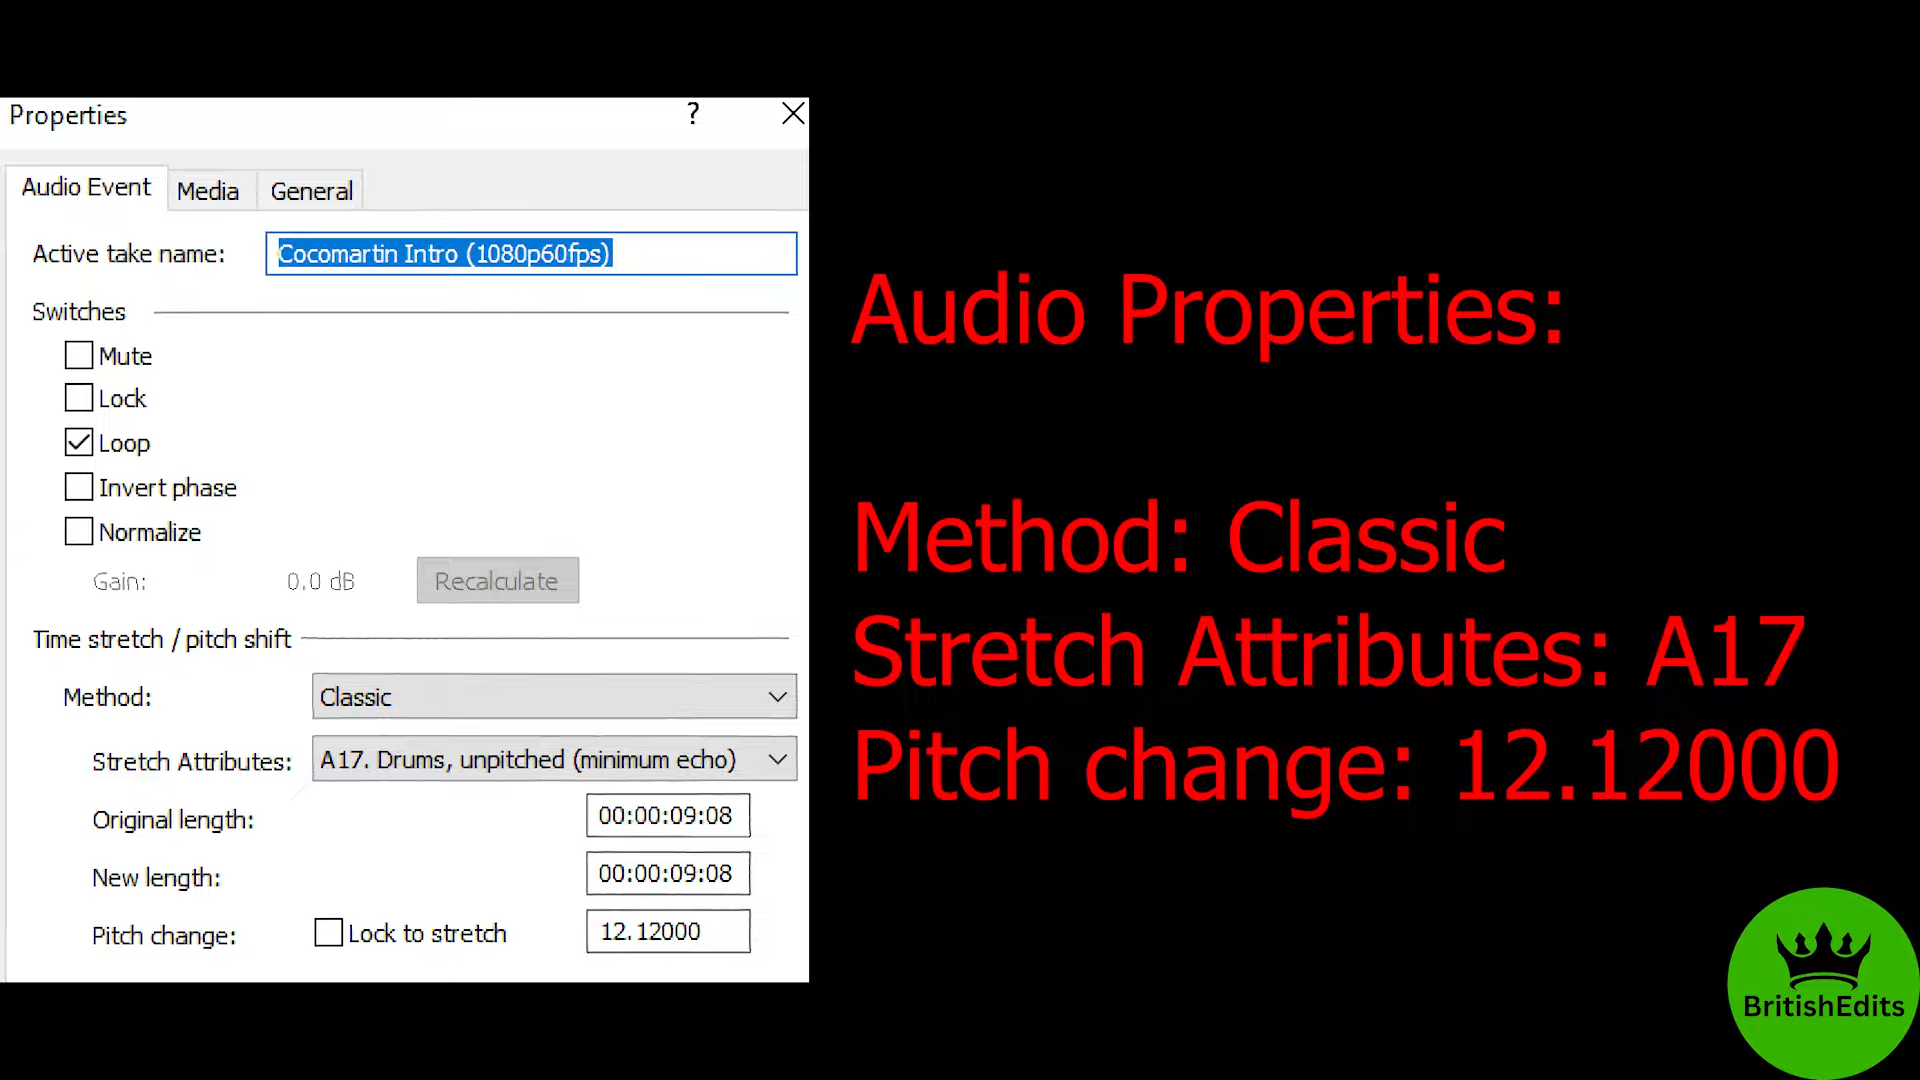 Properties
?
Audio Event Media General
Active take name: Cocomartin Intro (1080p60fps)
Switches
Mute
Lock
Loop
Invert phase
Normalize
Gain: 0.0 dB Recalculate
Time stretch / pitch shift
Method: Classic
Stretch Attributes: A17. Drums, unpitched (minimum echo)
Original length: 00:00:09:08
New length: 00:00:09:08
Pitch change: Lock to stretch 12.12000
Audio Properties:
Method: Classic
Stretch Attributes: A17
Pitch change: 12.12000
BritishEdits